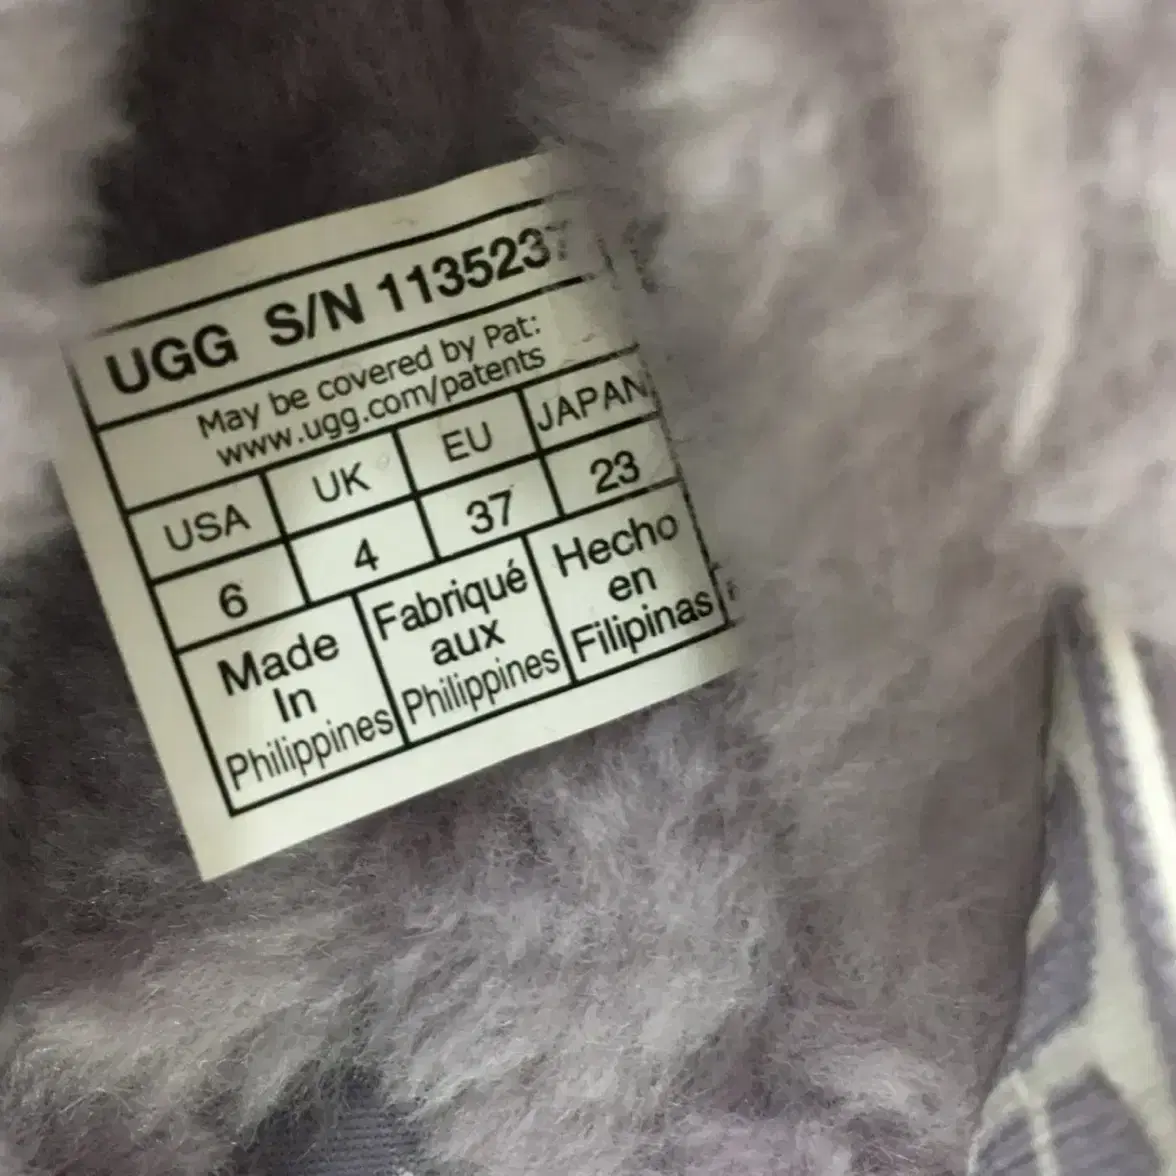 UGG S/N 1135237
May be covered by Pat:
www.ugg.com/patents
USA UK EU JAPAN
6 4 37 23
Made
In
Philippines
Fabriqué
aux
Philippines
Hecho
en
Filipinas